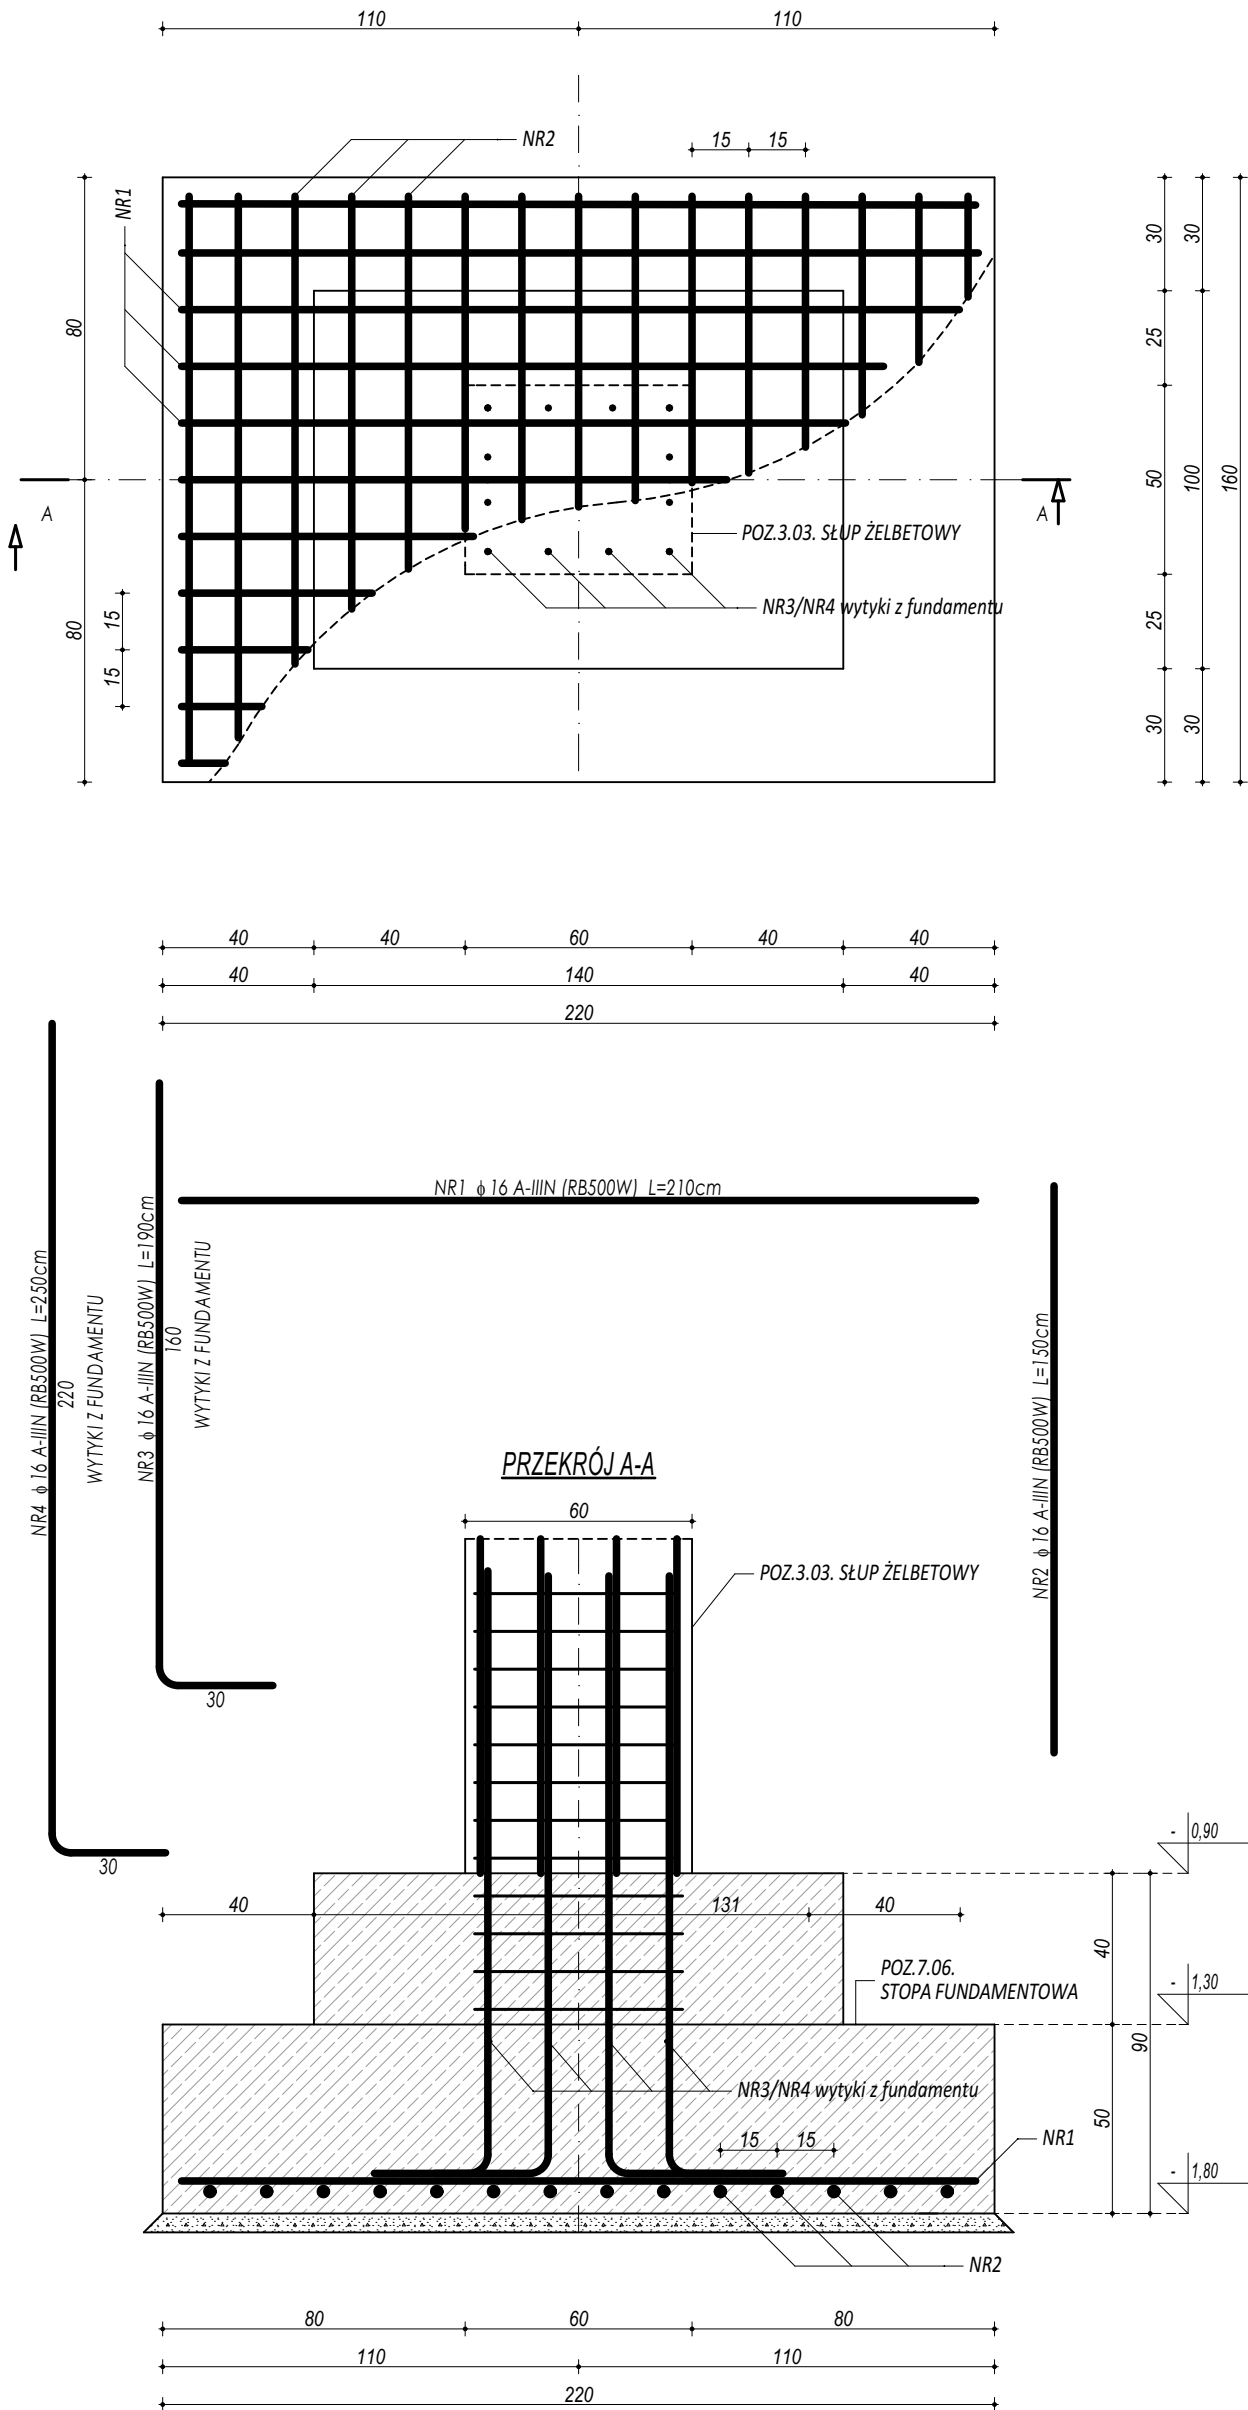 110
110
NR2
15
15
NR1
80
80
30
30
25
50
100
160
25
30
30
A
A
POZ.3.03. SŁUP ŻELBETOWY
NR3/NR4 wytyki z fundamentu
15
15
40
40
60
40
40
40
140
40
220
NR1 ϕ 16 A-IIIN (RB500W) L=210cm
NR4 ϕ 16 A-IIIN (RB500W) L=250cm
220
WYTYKI Z FUNDAMENTU
30
NR3 ϕ 16 A-IIIN (RB500W) L=190cm
160
WYTYKI Z FUNDAMENTU
30
NR2 ϕ 16 A-IIIN (RB500W) L=150cm
PRZEKRÓJ A-A
60
POZ.3.03. SŁUP ŻELBETOWY
- 0,90
40
131
40
40
POZ.7.06.
STOPA FUNDAMENTOWA
- 1,30
90
NR3/NR4 wytyki z fundamentu
50
15
15
NR1
- 1,80
NR2
80
60
80
110
110
220